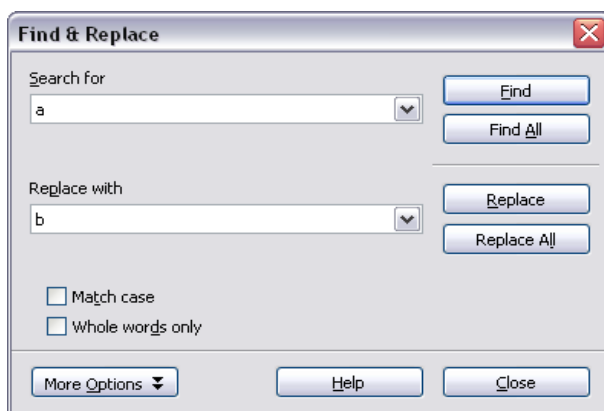 Find & Replace
Search for
a
Find
Find All
Replace with
b
Replace
Replace All
Match case
Whole words only
More Options
Help
Close